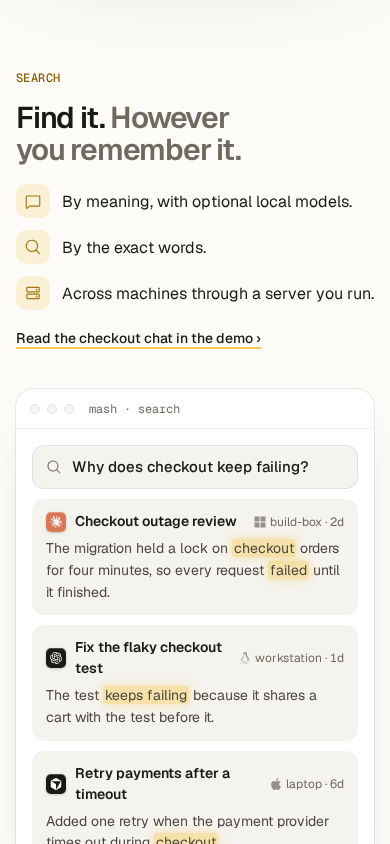 SEARCH
Find it. However
you remember it.
By meaning, with optional local models.
By the exact words.
Across machines through a server you run.
Read the checkout chat in the demo ›
mash · search
Why does checkout keep failing?
Checkout outage review build-box · 2d
The migration held a lock on checkout orders
for four minutes, so every request failed until
it finished.
Fix the flaky checkout
test
workstation · 1d
The test keeps failing because it shares a
cart with the test before it.
Retry payments after a
timeout
laptop · 6d
Added one retry when the payment provider
times out during checkout